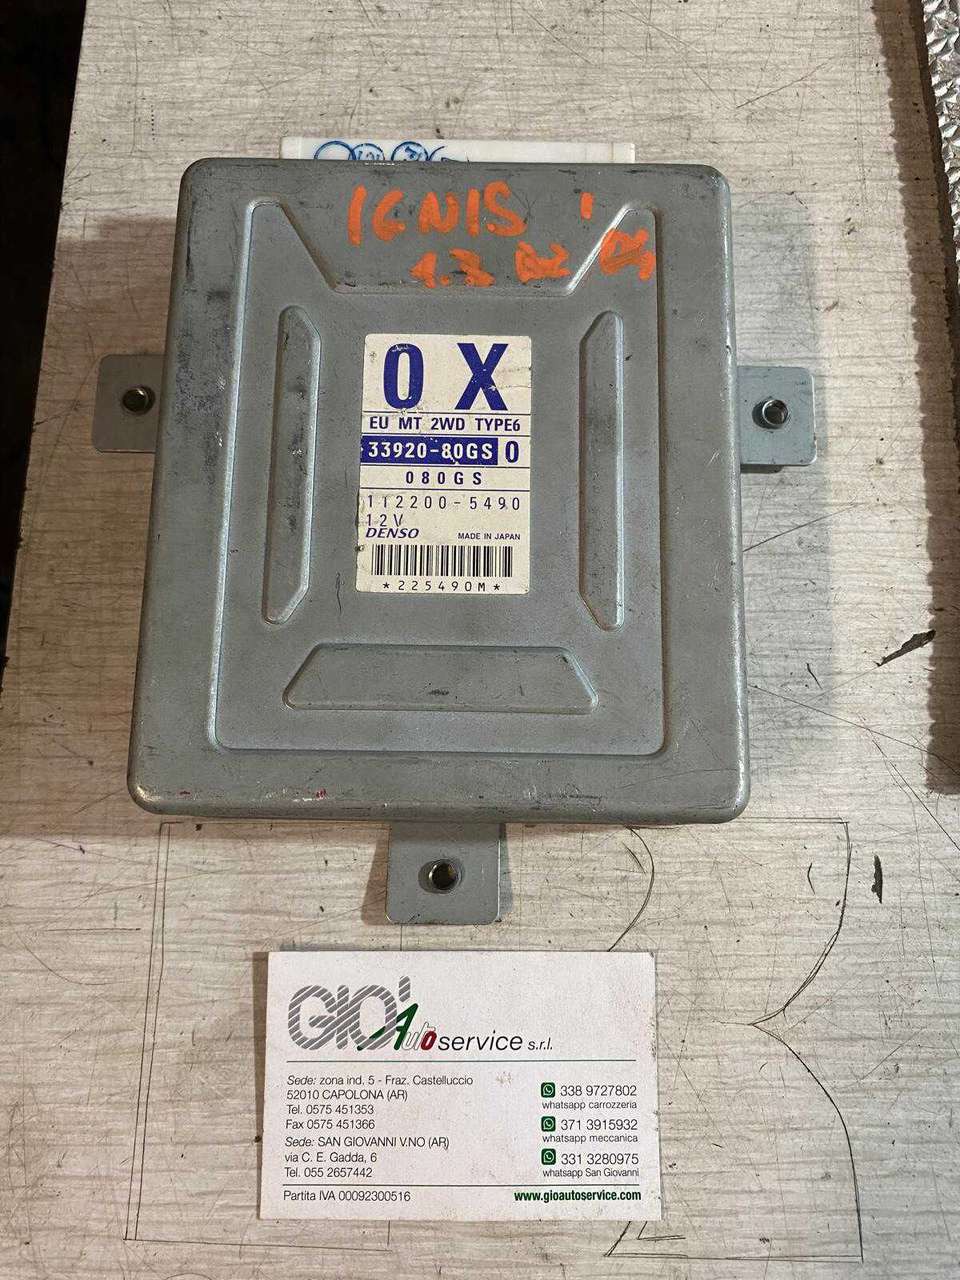 IGNIS
1.3 BZ
0 X
EU MT 2WD TYPE6
33920-80GS 0
080GS
112200-5490
12V
DENSO MADE IN JAPAN
*225490M*
GIO' Autoservice s.r.l.
Sede: zona ind. 5 - Fraz. Castelluccio
52010 CAPOLONA (AR)
Tel. 0575 451353
Fax 0575 451366
Sede: SAN GIOVANNI V.NO (AR)
via C. E. Gadda, 6
Tel. 055 2657442
338 9727802
whatsapp carrozzeria
371 3915932
whatsapp meccanica
331 3280975
whatsapp San Giovanni
Partita IVA 00092300516
www.gioautoservice.com